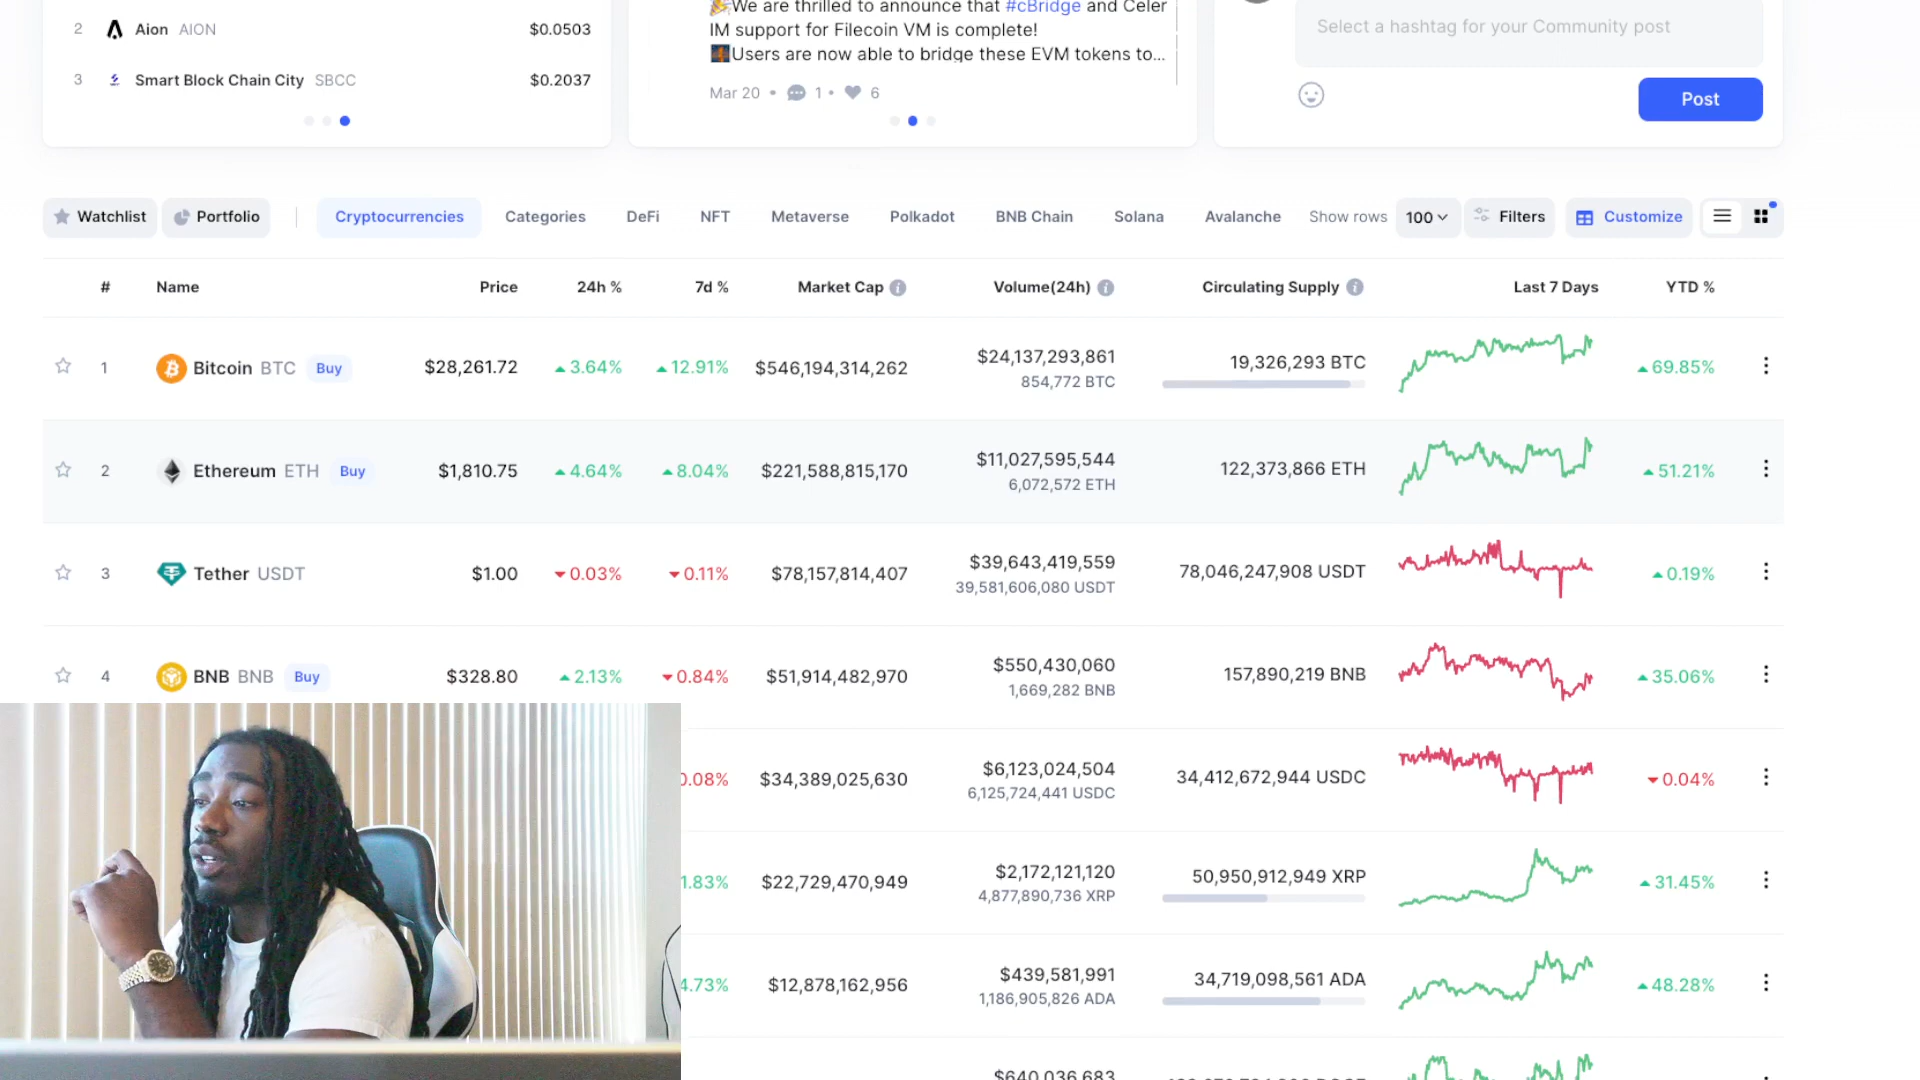 🎉We are thrilled to announce that #cBridge and Celer
2 Aion AION $0.0503
IM support for Filecoin VM is complete!
Select a hashtag for your Community post
🌉Users are now able to bridge these EVM tokens to...
3 Smart Block Chain City SBCC $0.2037
Mar 20 • 1 • 6
Post
Watchlist Portfolio Cryptocurrencies Categories DeFi NFT Metaverse Polkadot BNB Chain Solana Avalanche Show rows 100 Filters Customize
# Name Price 24h % 7d % Market Cap Volume(24h) Circulating Supply Last 7 Days YTD %
1 Bitcoin BTC Buy $28,261.72 3.64% 12.91% $546,194,314,262 $24,137,293,861 19,326,293 BTC 69.85%
854,772 BTC
2 Ethereum ETH Buy $1,810.75 4.64% 8.04% $221,588,815,170 $11,027,595,544 122,373,866 ETH 51.21%
6,072,572 ETH
3 Tether USDT $1.00 0.03% 0.11% $78,157,814,407 $39,643,419,559 78,046,247,908 USDT 0.19%
39,581,606,080 USDT
4 BNB BNB Buy $328.80 2.13% 0.84% $51,914,482,970 $550,430,060 157,890,219 BNB 35.06%
1,669,282 BNB
0.08% $34,389,025,630 $6,123,024,504 34,412,672,944 USDC 0.04%
6,125,724,441 USDC
1.83% $22,729,470,949 $2,172,121,120 50,950,912,949 XRP 31.45%
4,877,890,736 XRP
4.73% $12,878,162,956 $439,581,991 34,719,098,561 ADA 48.28%
1,186,905,826 ADA
$640,036,683